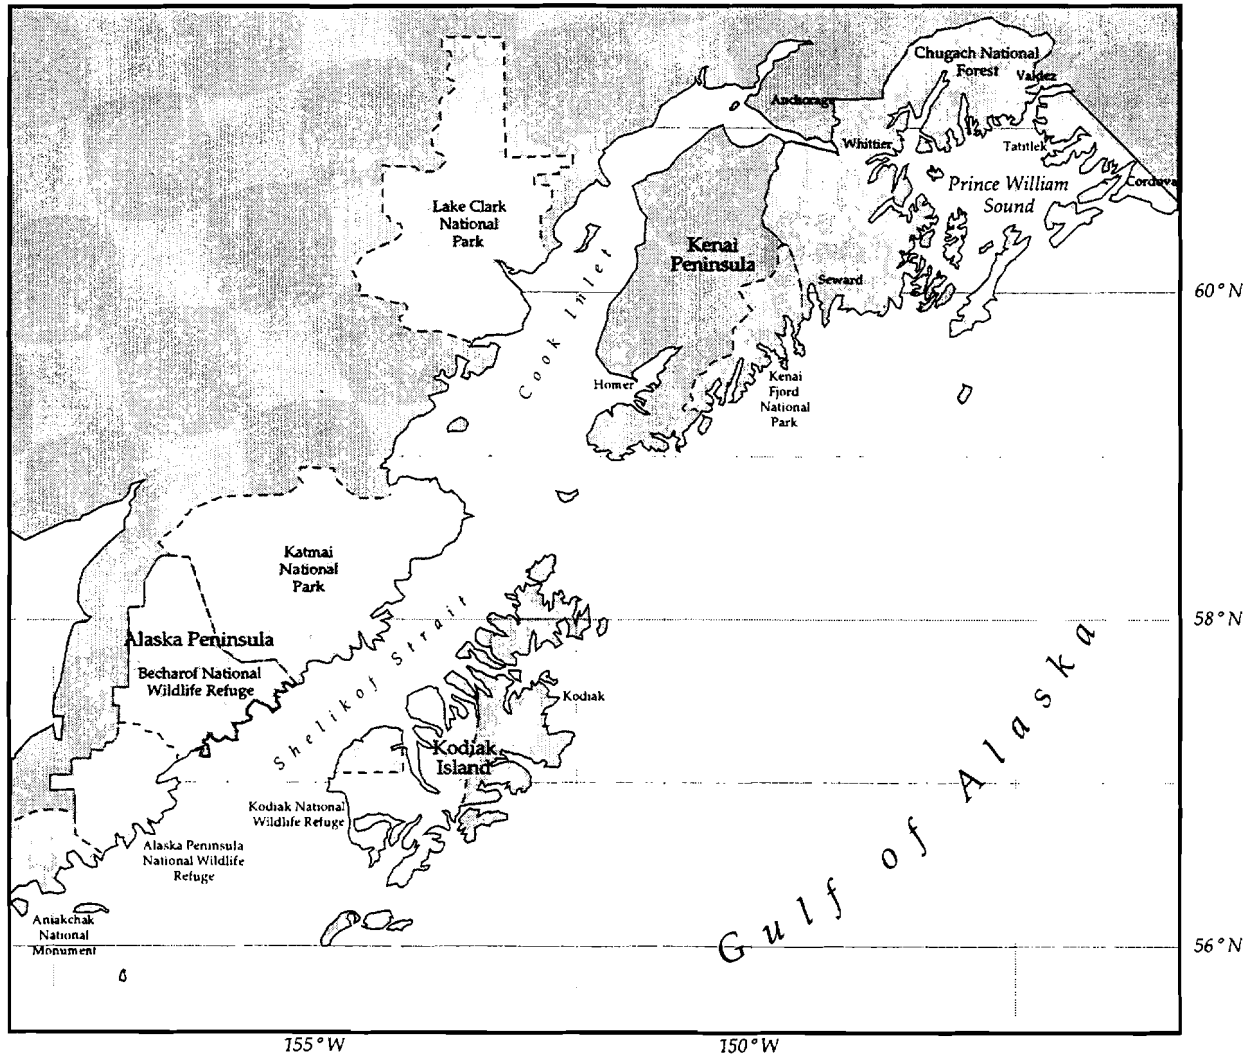 Chugach National
Forest
Valdez
Anchorage
Whittier
Tatitlek
Prince William
Sound
Cordova
Lake Clark
National
Park
Kenai
Peninsula
Seward
60°N
Cook Inlet
Homer
Kenai
Fjord
National
Park
Katmai
National
Park
58°N
Alaska Peninsula
Becharof National
Wildlife Refuge
Shelikof Strait
Kodiak
Kodiak
Island
Gulf of Alaska
Kodiak National
Wildlife Refuge
Alaska Peninsula
National Wildlife
Refuge
Aniakchak
National
Monument
56°N
155°W
150°W